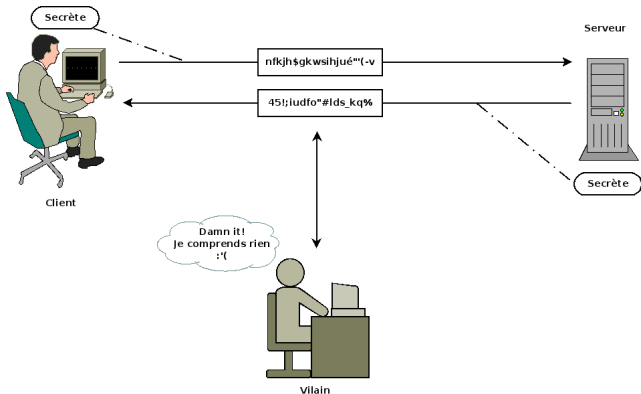 Secrète
Serveur
nfkjh$gkwsihjué"'(-v
45!;iudfo"#lds_kq%
Secrète
Client
Damn it!
Je comprends rien
:'(
Vilain